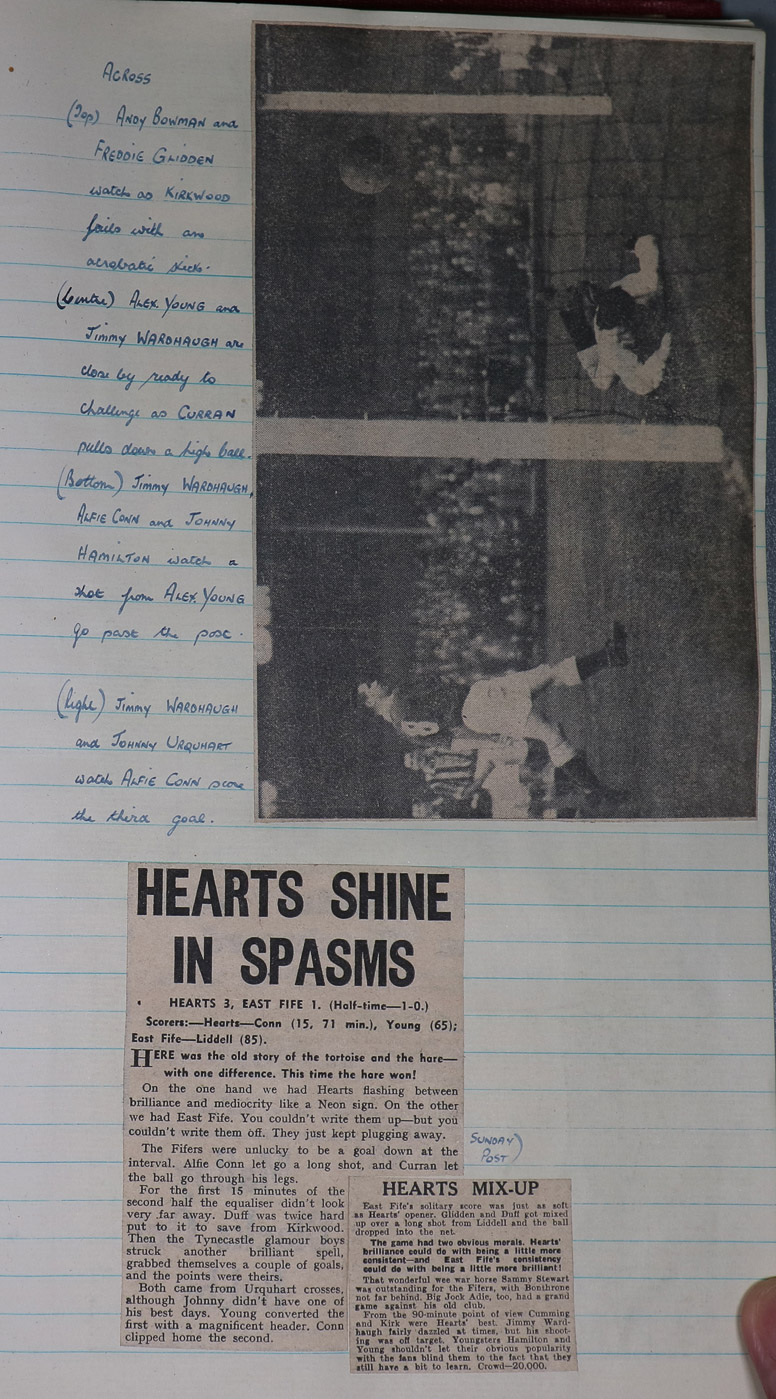 ACROSS
(Top) ANDY BOWMAN and
FREDDIE GLIDDEN
watch as KIRKWOOD
fails with an
acrobatic kick.
(Centre) ALEX YOUNG and
Jimmy WARDHAUGH are
close by ready to
challenge as CURRAN
pulls down a high ball.
(Bottom) Jimmy WARDHAUGH,
ALFIE CONN and JOHNNY
HAMILTON watch a
shot from ALEX YOUNG
go past the post.
(Right) Jimmy WARDHAUGH
and JOHNNY URQUHART
watch ALFIE CONN score
the third goal.
HEARTS SHINE
IN SPASMS
HEARTS 3, EAST FIFE 1. (Half-time—1-0.)
Scorers:—Hearts—Conn (15, 71 min.), Young (65);
East Fife—Liddell (85).
HERE was the old story of the tortoise and the hare—
with one difference. This time the hare won!
On the one hand we had Hearts flashing between
brilliance and mediocrity like a Neon sign. On the other
we had East Fife. You couldn't write them up—but you
couldn't write them off. They just kept plugging away.
The Fifers were unlucky to be a goal down at the
interval. Alfie Conn let go a long shot, and Curran let
the ball go through his legs.
For the first 15 minutes of the
second half the equaliser didn't look
very far away. Duff was twice hard
put to it to save from Kirkwood.
Then the Tynecastle glamour boys
struck another brilliant spell,
grabbed themselves a couple of goals,
and the points were theirs.
Both came from Urquhart crosses,
although Johnny didn't have one of
his best days. Young converted the
first with a magnificent header. Conn
clipped home the second.
SUNDAY)
POST
HEARTS MIX-UP
East Fife's solitary score was just as soft
as Hearts' opener. Glidden and Duff got mixed
up over a long shot from Liddell and the ball
dropped into the net.
The game had two obvious morals. Hearts'
brilliance could do with being a little more
consistent—and East Fife's consistency
could do with being a little more brilliant!
That wonderful wee war horse Sammy Stewart
was outstanding for the Fifers, with Bonthrone
not far behind. Big Jock Adie, too, had a grand
game against his old club.
From the 90-minute point of view Cumming
and Kirk were Hearts' best. Jimmy Ward-
haugh fairly dazzled at times, but his shoot-
ing was off target. Youngsters Hamilton and
Young shouldn't let their obvious popularity
with the fans blind them to the fact that they
still have a bit to learn. Crowd—20,000.